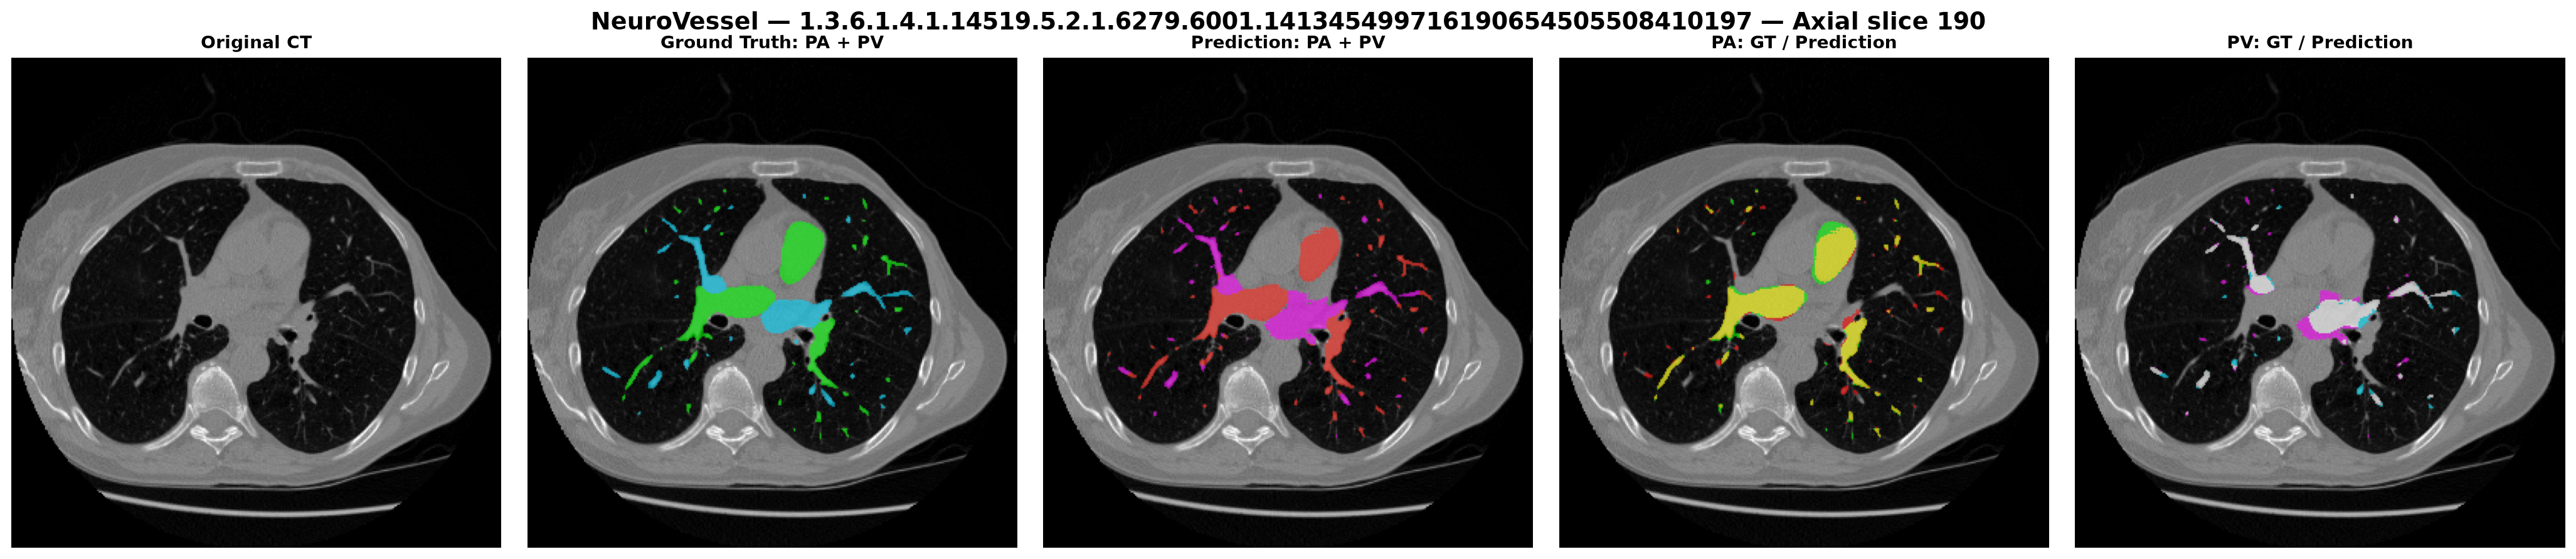 NeuroVessel — 1.3.6.1.4.1.14519.5.2.1.6279.6001.141345499716190654505508410197 — Axial slice 190
Original CT
Ground Truth: PA + PV
Prediction: PA + PV
PA: GT / Prediction
PV: GT / Prediction